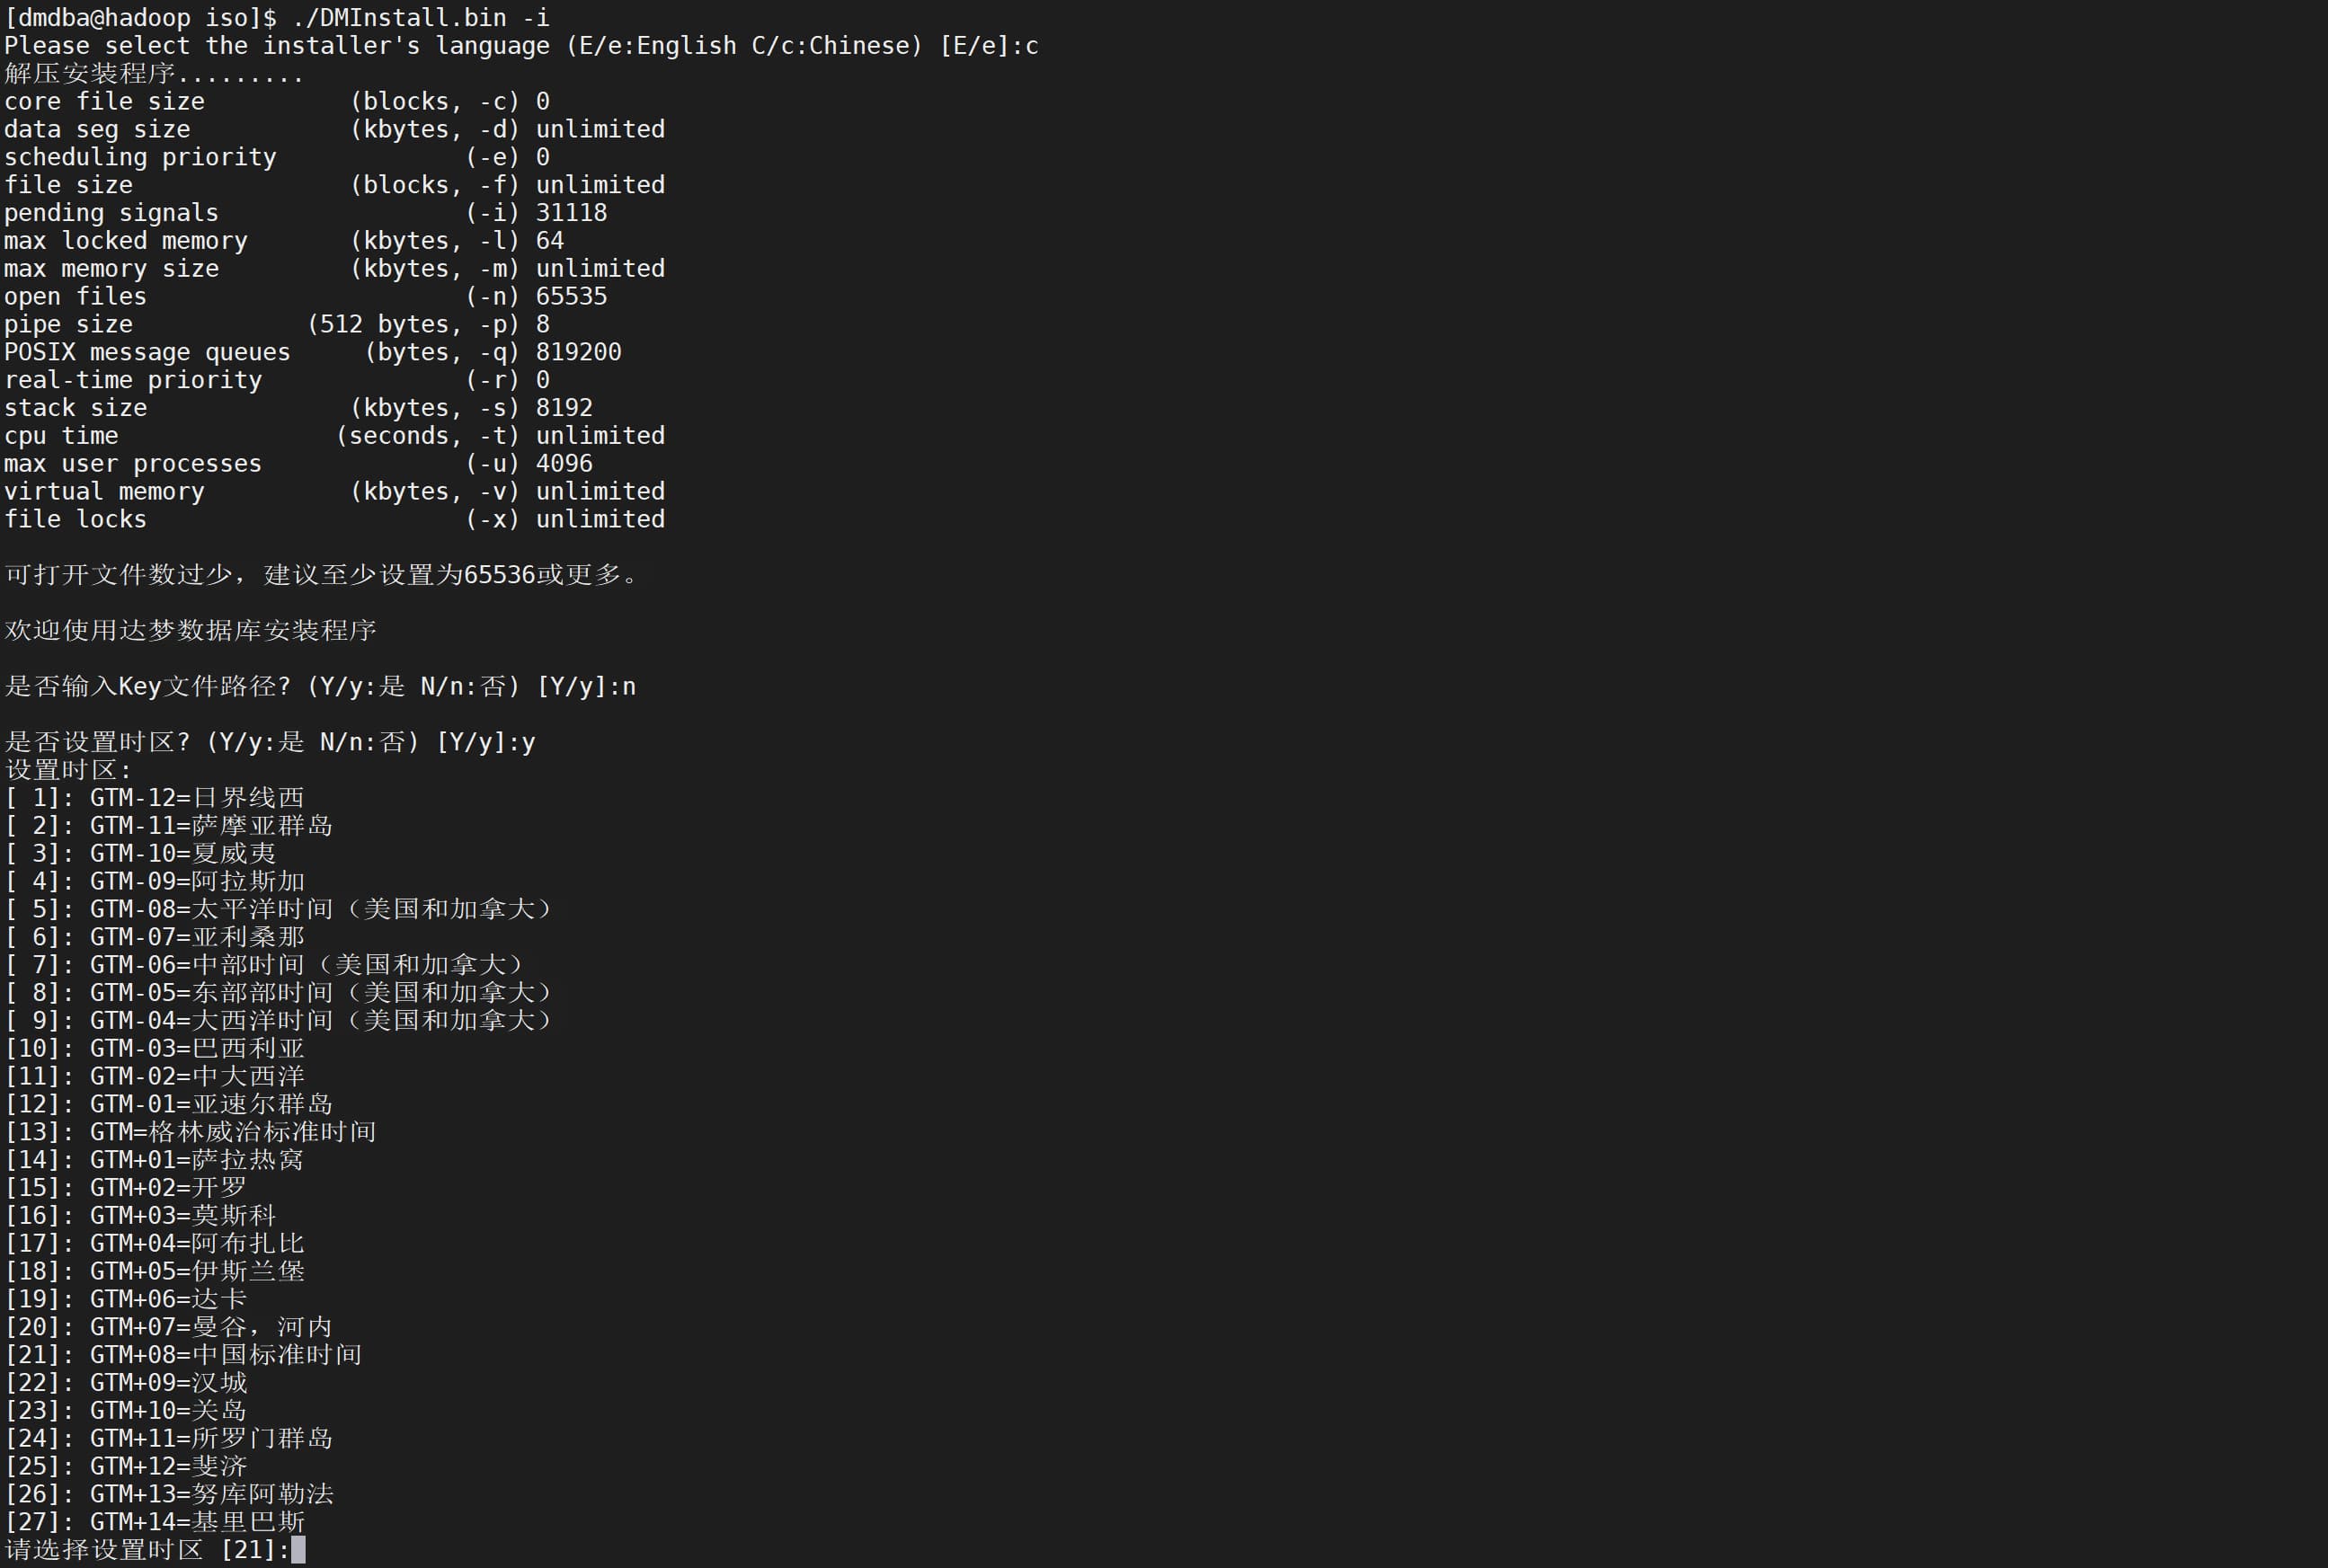 [dmdba@hadoop iso]$ ./DMInstall.bin -i
Please select the installer's language (E/e:English C/c:Chinese) [E/e]:c
解压安装程序.........
core file size          (blocks, -c) 0
data seg size           (kbytes, -d) unlimited
scheduling priority             (-e) 0
file size               (blocks, -f) unlimited
pending signals                 (-i) 31118
max locked memory       (kbytes, -l) 64
max memory size         (kbytes, -m) unlimited
open files                      (-n) 65535
pipe size            (512 bytes, -p) 8
POSIX message queues     (bytes, -q) 819200
real-time priority              (-r) 0
stack size              (kbytes, -s) 8192
cpu time               (seconds, -t) unlimited
max user processes              (-u) 4096
virtual memory          (kbytes, -v) unlimited
file locks                      (-x) unlimited
可打开文件数过少，建议至少设置为65536或更多。
欢迎使用达梦数据库安装程序
是否输入Key文件路径? (Y/y:是 N/n:否) [Y/y]:n
是否设置时区? (Y/y:是 N/n:否) [Y/y]:y
设置时区:
[ 1]: GTM-12=日界线西
[ 2]: GTM-11=萨摩亚群岛
[ 3]: GTM-10=夏威夷
[ 4]: GTM-09=阿拉斯加
[ 5]: GTM-08=太平洋时间（美国和加拿大）
[ 6]: GTM-07=亚利桑那
[ 7]: GTM-06=中部时间（美国和加拿大）
[ 8]: GTM-05=东部部时间（美国和加拿大）
[ 9]: GTM-04=大西洋时间（美国和加拿大）
[10]: GTM-03=巴西利亚
[11]: GTM-02=中大西洋
[12]: GTM-01=亚速尔群岛
[13]: GTM=格林威治标准时间
[14]: GTM+01=萨拉热窝
[15]: GTM+02=开罗
[16]: GTM+03=莫斯科
[17]: GTM+04=阿布扎比
[18]: GTM+05=伊斯兰堡
[19]: GTM+06=达卡
[20]: GTM+07=曼谷，河内
[21]: GTM+08=中国标准时间
[22]: GTM+09=汉城
[23]: GTM+10=关岛
[24]: GTM+11=所罗门群岛
[25]: GTM+12=斐济
[26]: GTM+13=努库阿勒法
[27]: GTM+14=基里巴斯
请选择设置时区 [21]: